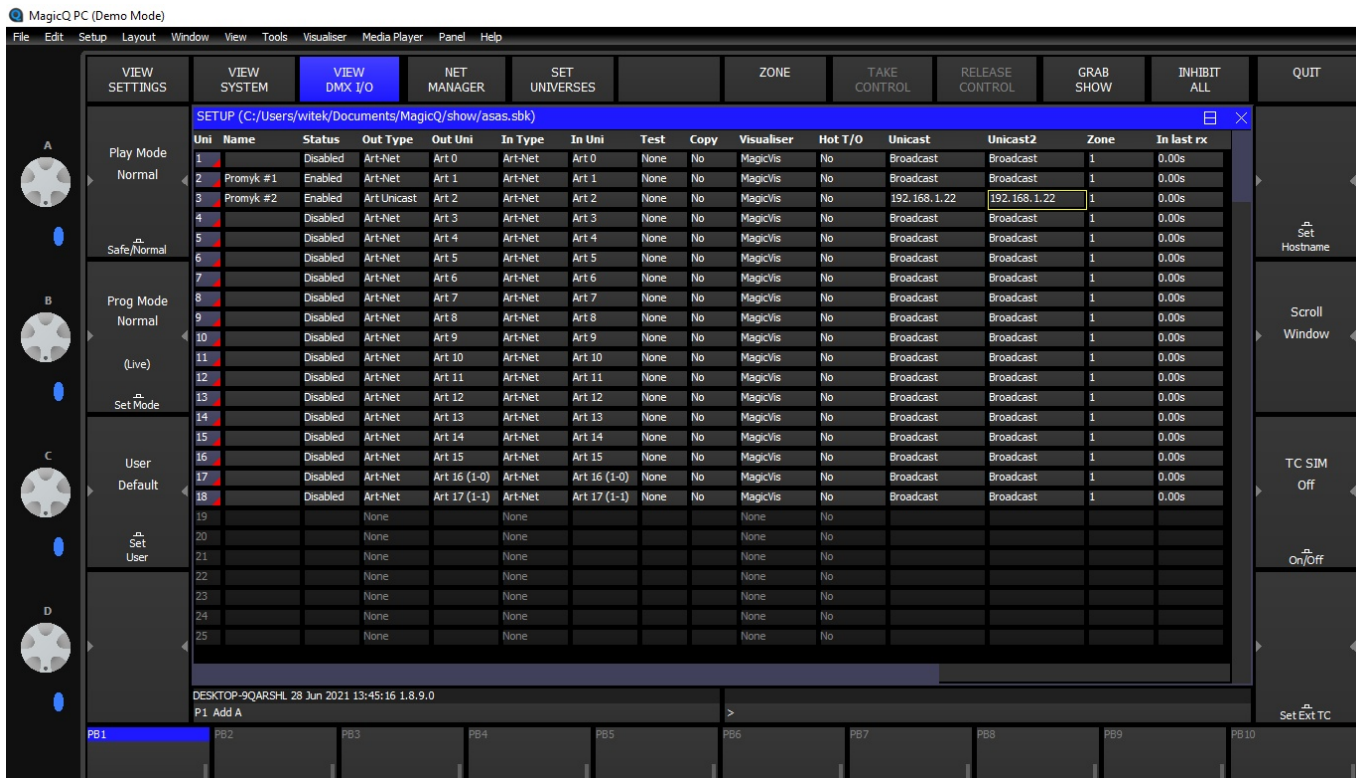 MagicQ PC (Demo Mode)
File Edit Setup Layout Window View Tools Visualiser Media Player Panel Help
VIEW SETTINGS
VIEW SYSTEM
VIEW DMX I/O
NET MANAGER
SET UNIVERSES
ZONE
TAKE CONTROL
RELEASE CONTROL
GRAB SHOW
INHIBIT ALL
QUIT
A
Play Mode
Normal
Safe/Normal
B
Prog Mode
Normal
(Live)
Set Mode
C
User
Default
Set
User
D
SETUP (C:/Users/witek/Documents/MagicQ/show/asas.sbk)
Uni Name Status Out Type Out Uni In Type In Uni Test Copy Visualiser Hot T/O Unicast Unicast2 Zone In last rx
1 Disabled Art-Net Art 0 Art-Net Art 0 None No MagicVis No Broadcast Broadcast 1 0.00s
2 Promyk #1 Enabled Art-Net Art 1 Art-Net Art 1 None No MagicVis No Broadcast Broadcast 1 0.00s
3 Promyk #2 Enabled Art Unicast Art 2 Art-Net Art 2 None No MagicVis No 192.168.1.22 192.168.1.22 1 0.00s
4 Disabled Art-Net Art 3 Art-Net Art 3 None No MagicVis No Broadcast Broadcast 1 0.00s
5 Disabled Art-Net Art 4 Art-Net Art 4 None No MagicVis No Broadcast Broadcast 1 0.00s
6 Disabled Art-Net Art 5 Art-Net Art 5 None No MagicVis No Broadcast Broadcast 1 0.00s
7 Disabled Art-Net Art 6 Art-Net Art 6 None No MagicVis No Broadcast Broadcast 1 0.00s
8 Disabled Art-Net Art 7 Art-Net Art 7 None No MagicVis No Broadcast Broadcast 1 0.00s
9 Disabled Art-Net Art 8 Art-Net Art 8 None No MagicVis No Broadcast Broadcast 1 0.00s
10 Disabled Art-Net Art 9 Art-Net Art 9 None No MagicVis No Broadcast Broadcast 1 0.00s
11 Disabled Art-Net Art 10 Art-Net Art 10 None No MagicVis No Broadcast Broadcast 1 0.00s
12 Disabled Art-Net Art 11 Art-Net Art 11 None No MagicVis No Broadcast Broadcast 1 0.00s
13 Disabled Art-Net Art 12 Art-Net Art 12 None No MagicVis No Broadcast Broadcast 1 0.00s
14 Disabled Art-Net Art 13 Art-Net Art 13 None No MagicVis No Broadcast Broadcast 1 0.00s
15 Disabled Art-Net Art 14 Art-Net Art 14 None No MagicVis No Broadcast Broadcast 1 0.00s
16 Disabled Art-Net Art 15 Art-Net Art 15 None No MagicVis No Broadcast Broadcast 1 0.00s
17 Disabled Art-Net Art 16 (1-0) Art-Net Art 16 (1-0) None No MagicVis No Broadcast Broadcast 1 0.00s
18 Disabled Art-Net Art 17 (1-1) Art-Net Art 17 (1-1) None No MagicVis No Broadcast Broadcast 1 0.00s
19 None None None No
20 None None None No
21 None None None No
22 None None None No
23 None None None No
24 None None None No
25 None None None No
DESKTOP-9QARSHL 28 Jun 2021 13:45:16 1.8.9.0
P1 Add A >
Set
Hostname
Scroll
Window
TC SIM
Off
On/Off
Set Ext TC
PB1 PB2 PB3 PB4 PB5 PB6 PB7 PB8 PB9 PB10